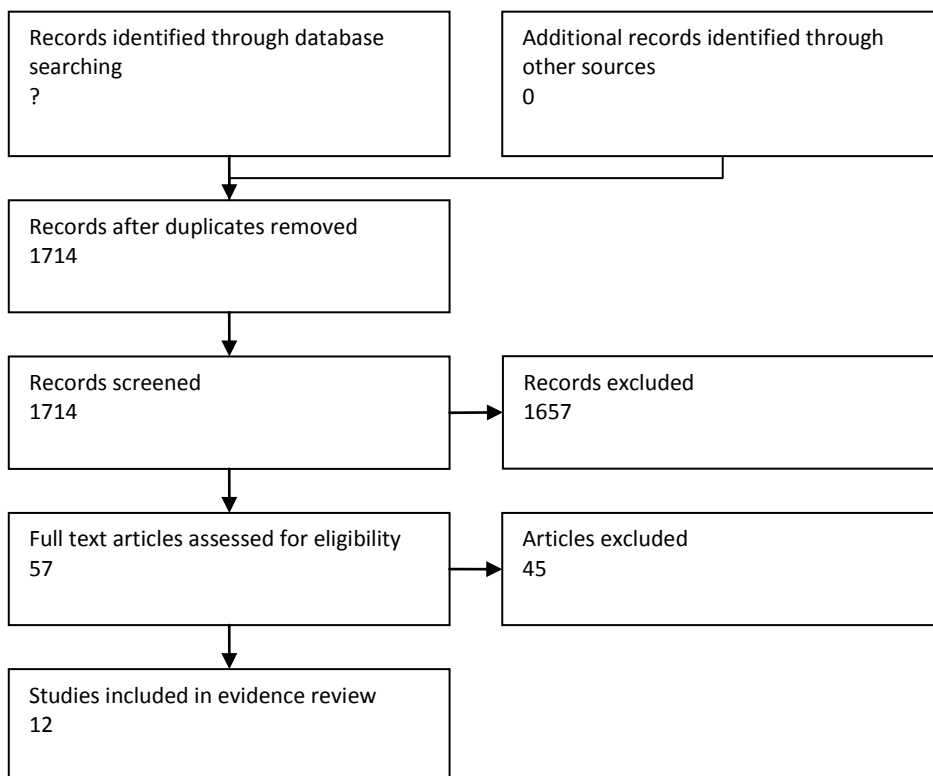 Records identified through database
searching
?
Additional records identified through
other sources
0
Records after duplicates removed
1714
Records screened
1714
Records excluded
1657
Full text articles assessed for eligibility
57
Articles excluded
45
Studies included in evidence review
12